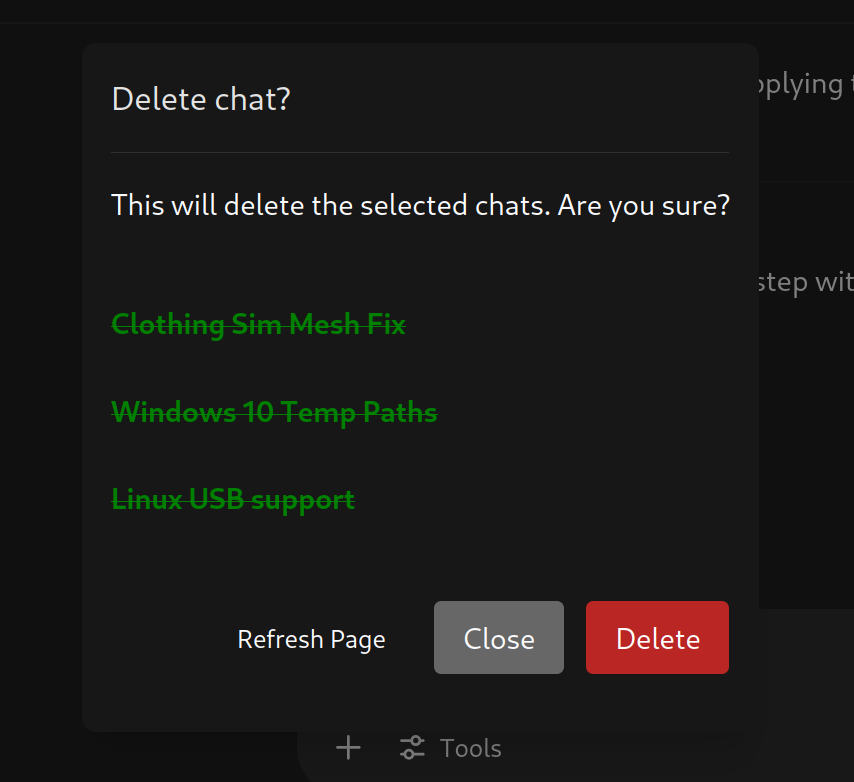 Delete chat?
pplying
This will delete the selected chats. Are you sure?
step wit
Clothing Sim Mesh Fix
Windows 10 Temp Paths
Linux USB support
Refresh Page
Close
Delete
Tools